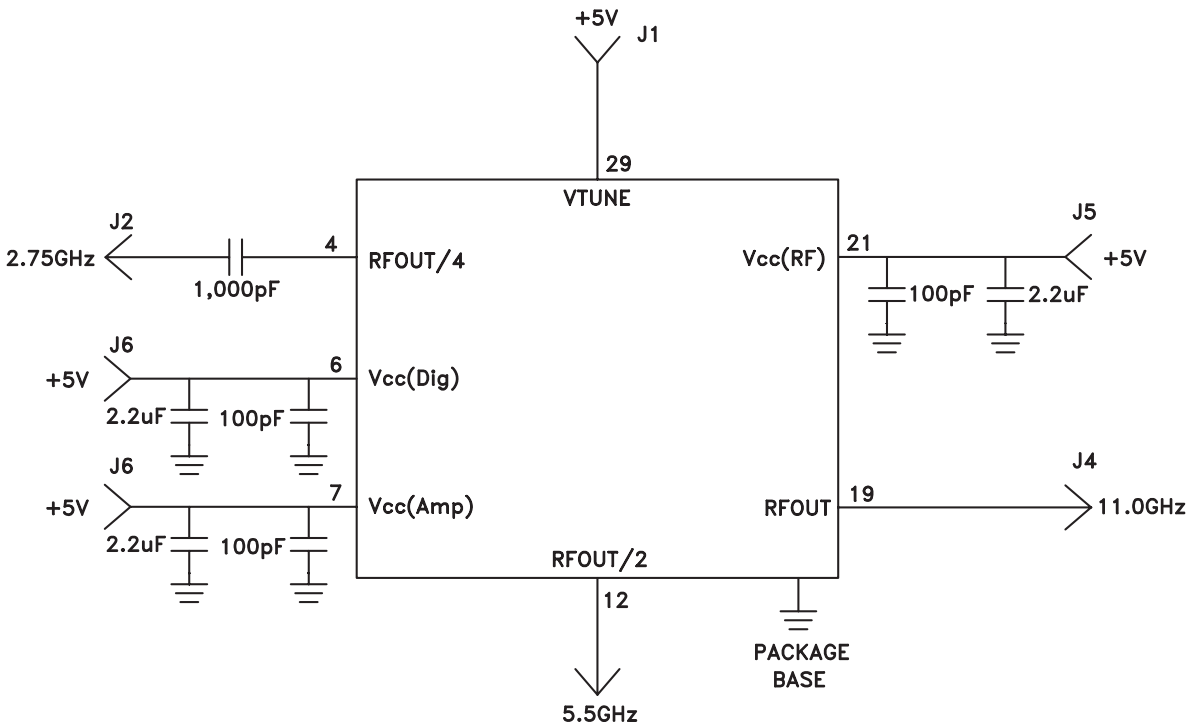 +5V
J1
29
VTUNE
J2
2.75GHz
1,000pF
4
RFOUT/4
J6
+5V
2.2uF
100pF
6
Vcc(Dig)
J6
+5V
2.2uF
100pF
7
Vcc(Amp)
Vcc(RF)
21
100pF
2.2uF
J5
+5V
RFOUT
19
J4
11.0GHz
RFOUT/2
12
5.5GHz
PACKAGE
BASE